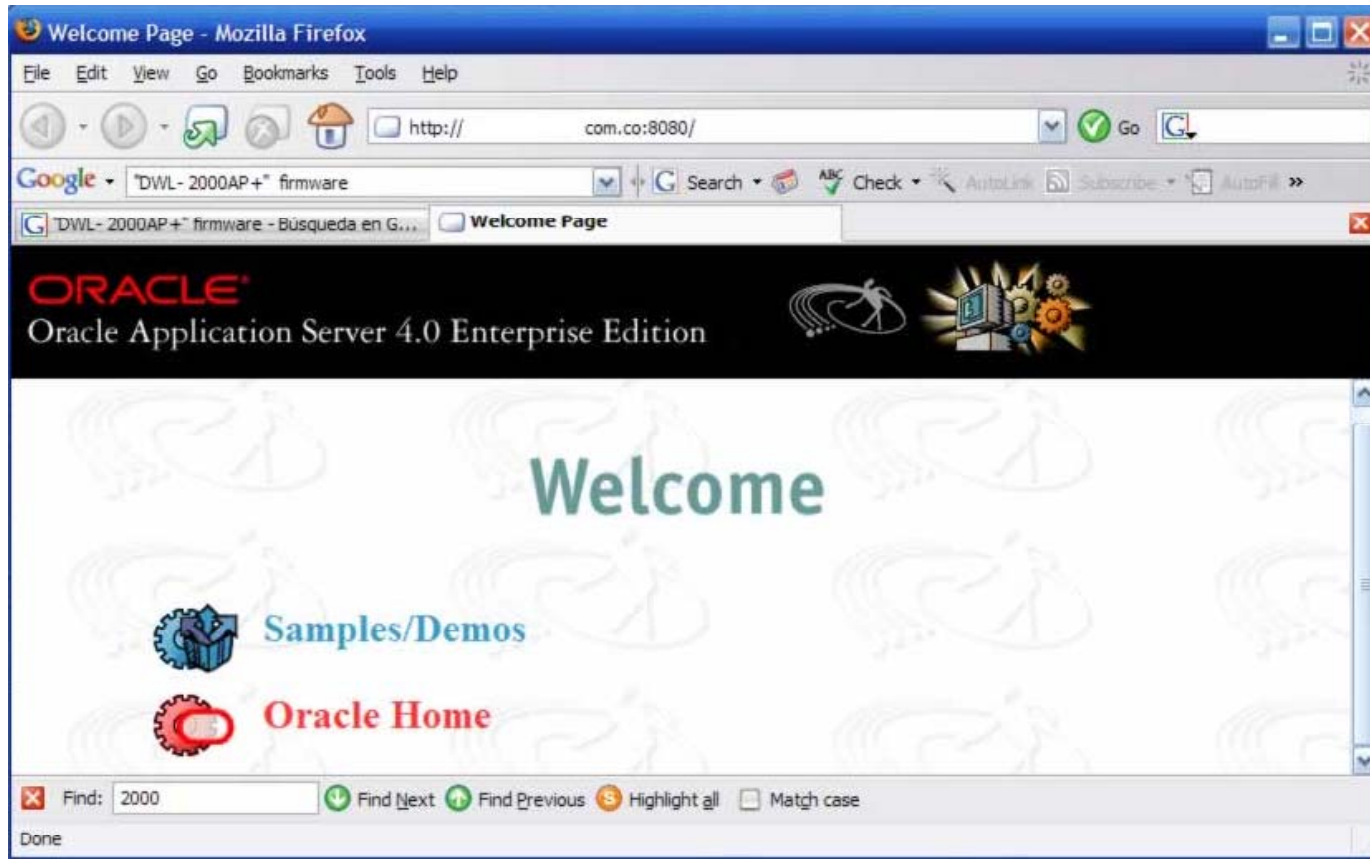 Welcome Page - Mozilla Firefox
File Edit View Go Bookmarks Tools Help
http:// com.co:8080/ Go G
Google "DWL- 2000AP+" firmware G Search ABC Check AutoLink Subscribe AutoFill »
G "DWL- 2000AP+" firmware - Búsqueda en G... Welcome Page
ORACLE®
Oracle Application Server 4.0 Enterprise Edition
Welcome
Samples/Demos
Oracle Home
Find: 2000 Find Next Find Previous Highlight all Match case
Done